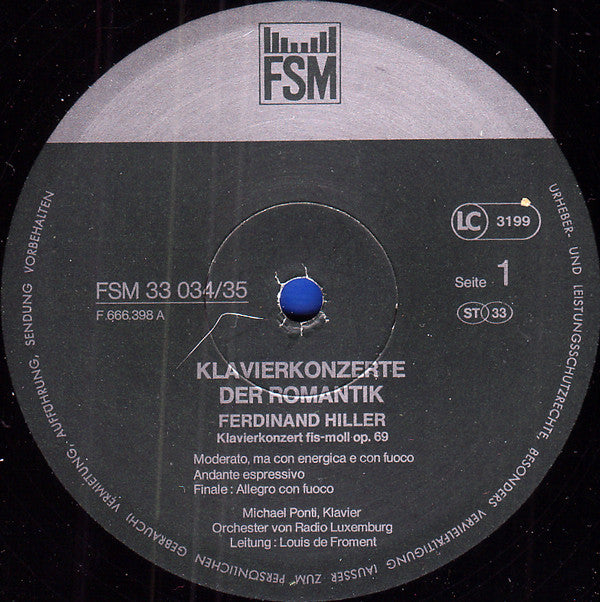 FSM
LC 3199
Seite 1
ST 33
FSM 33 034/35
F.666.398 A
KLAVIERKONZERTE
DER ROMANTIK
FERDINAND HILLER
Klavierkonzert fis-moll op. 69
Moderato, ma con energica e con fuoco
Andante espressivo
Finale : Allegro con fuoco
Michael Ponti, Klavier
Orchester von Radio Luxemburg
Leitung : Louis de Froment
URHEBER- UND LEISTUNGSSCHUTZRECHTE, BESONDERS VERVIELFÄLTIGUNG (AUSSER ZUM PERSÖNLICHEN GEBRAUCH) VERMIETUNG, AUFFÜHRUNG, SENDUNG VORBEHALTEN